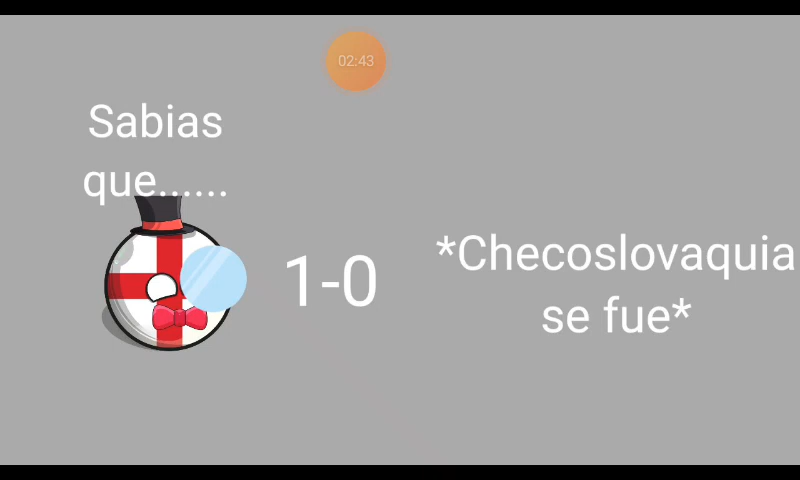 02:43
Sabias
que......
1-0
*Checoslovaquia
se fue*